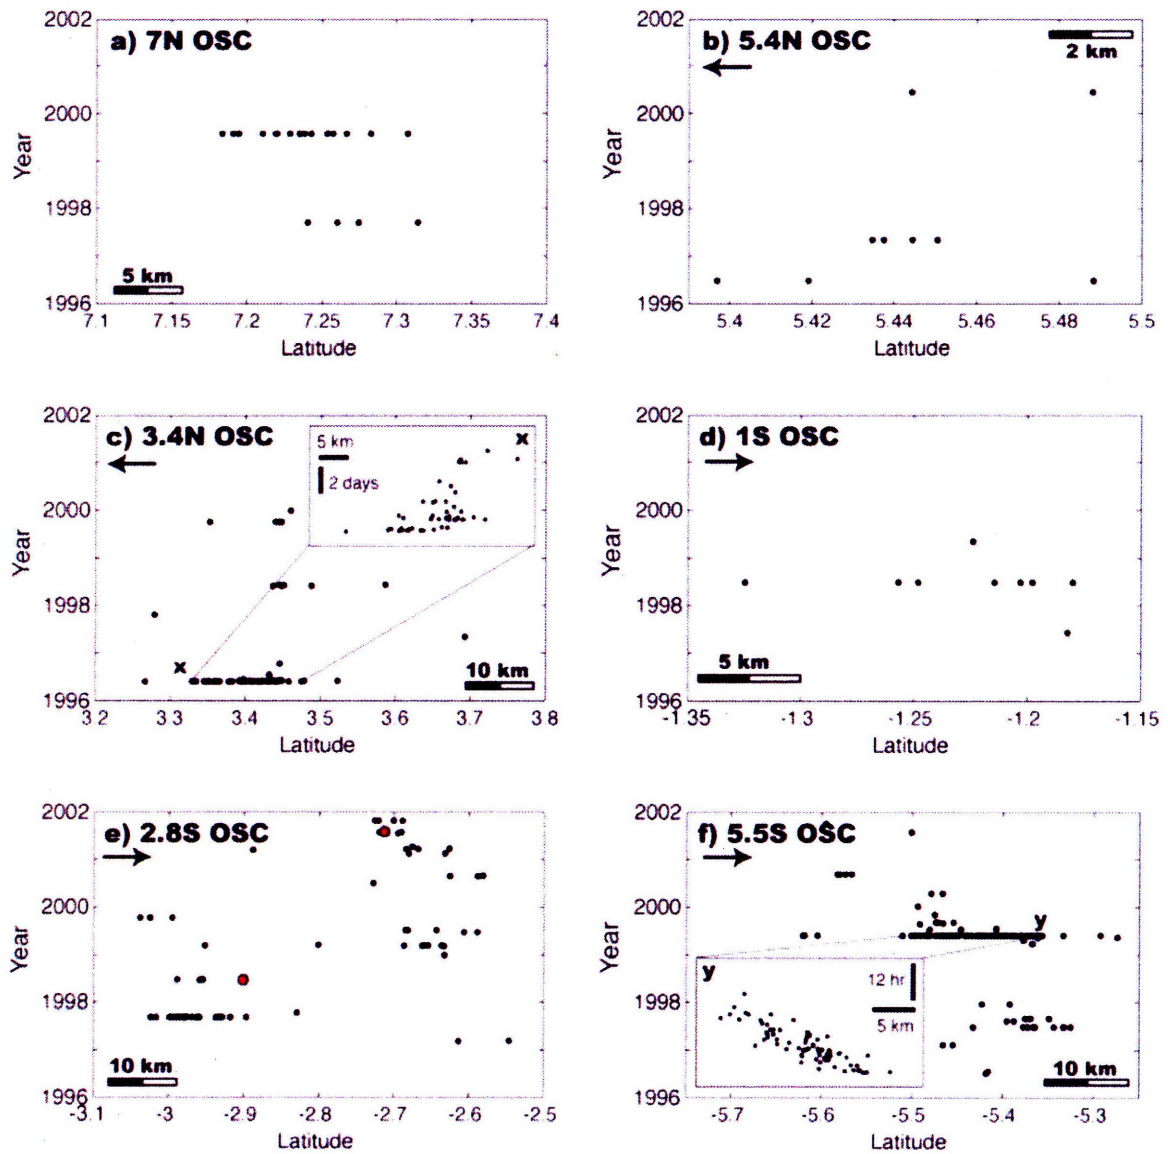 a) 7N OSC
2002
2000
1998
1996
Year
5 km
7.1 7.15 7.2 7.25 7.3 7.35 7.4
Latitude
b) 5.4N OSC
2 km
2002
2000
1998
1996
Year
5.4 5.42 5.44 5.46 5.48 5.5
Latitude
c) 3.4N OSC
2002
2000
1998
1996
Year
5 km
2 days
x
x
10 km
3.2 3.3 3.4 3.5 3.6 3.7 3.8
Latitude
d) 1S OSC
2002
2000
1998
1996
Year
5 km
-1.35 -1.3 -1.25 -1.2 -1.15
Latitude
e) 2.8S OSC
2002
2000
1998
1996
Year
10 km
-3.1 -3 -2.9 -2.8 -2.7 -2.6 -2.5
Latitude
f) 5.5S OSC
2002
2000
1998
1996
Year
y
y
12 hr
5 km
10 km
-5.7 -5.6 -5.5 -5.4 -5.3
Latitude